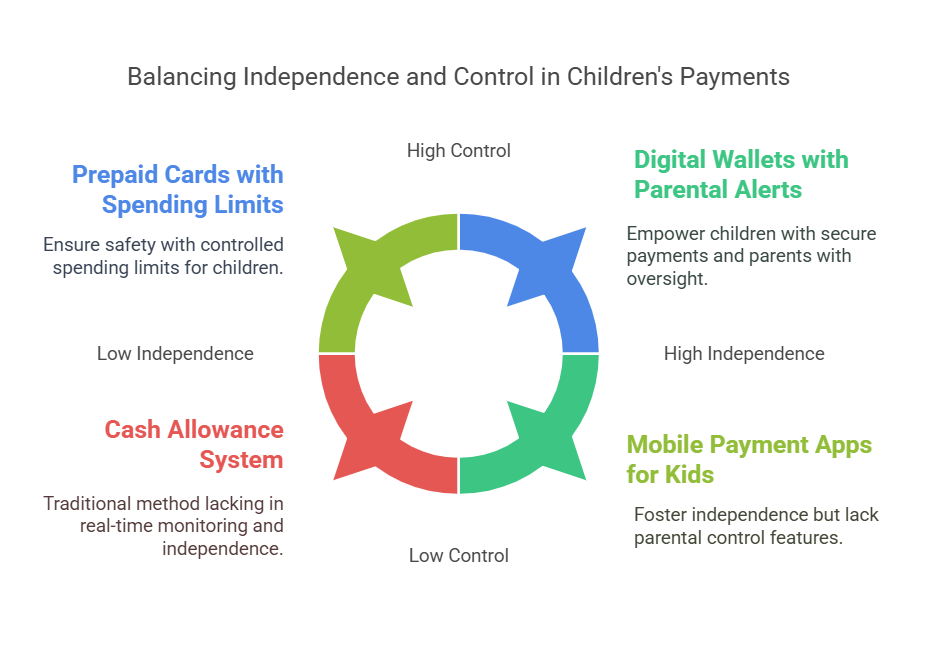 Balancing Independence and Control in Children's Payments
High Control
Prepaid Cards with
Spending Limits
Ensure safety with controlled
spending limits for children.
Digital Wallets with
Parental Alerts
Empower children with secure
payments and parents with
oversight.
Low Independence
High Independence
Cash Allowance
System
Traditional method lacking in
real-time monitoring and
independence.
Mobile Payment Apps
for Kids
Foster independence but lack
parental control features.
Low Control